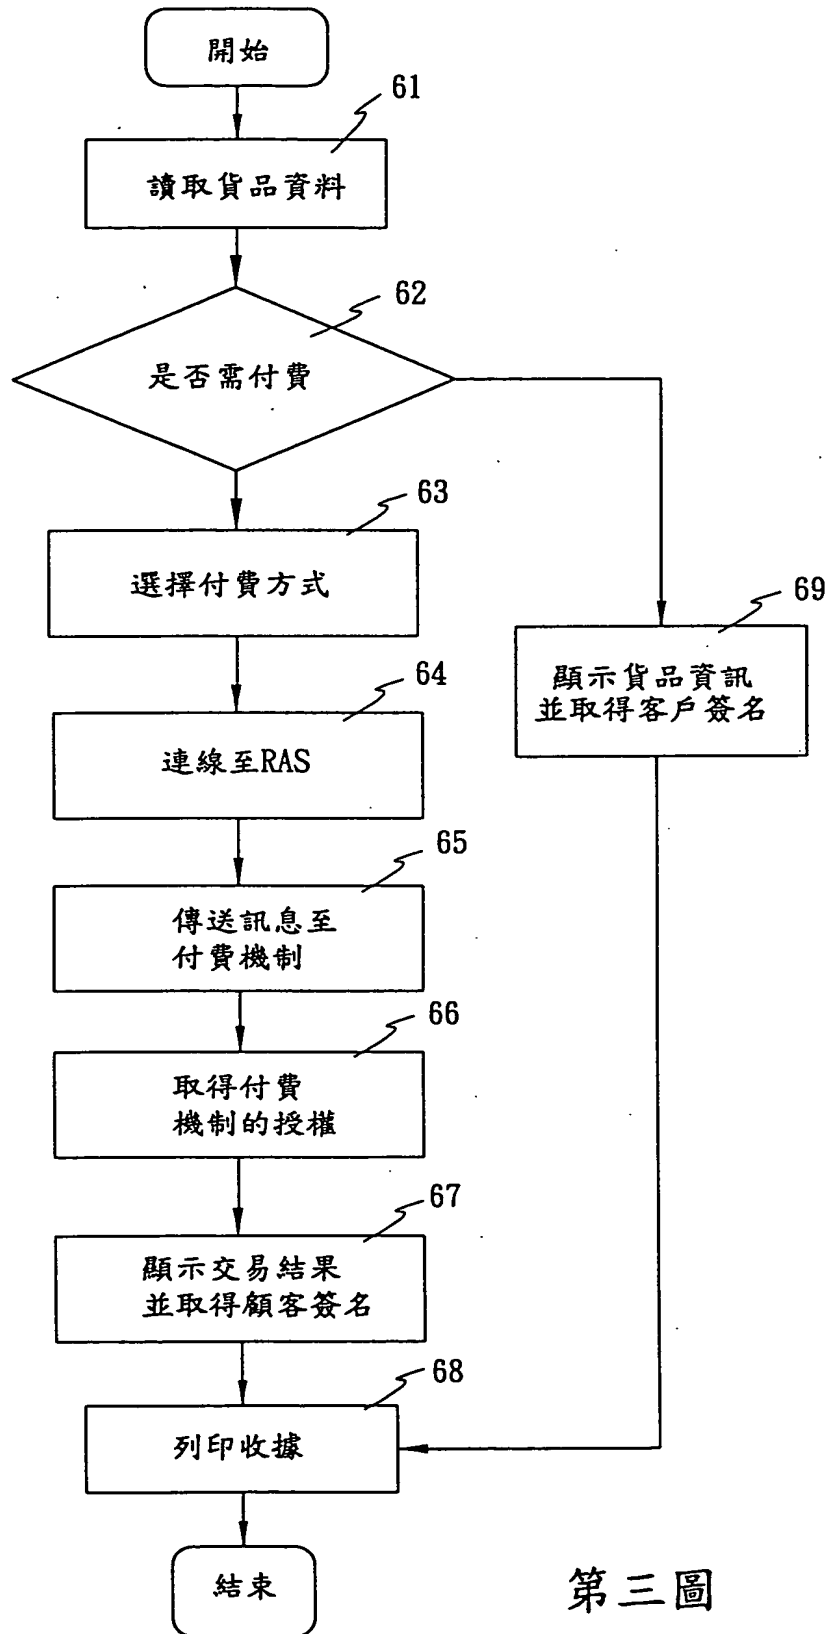 開始
61
讀取貨品資料
62
是否需付費
63
選擇付費方式
69
顯示貨品資訊
並取得客戶簽名
64
連線至RAS
65
傳送訊息至
付費機制
66
取得付費
機制的授權
67
顯示交易結果
並取得顧客簽名
68
列印收據
結束
第三圖